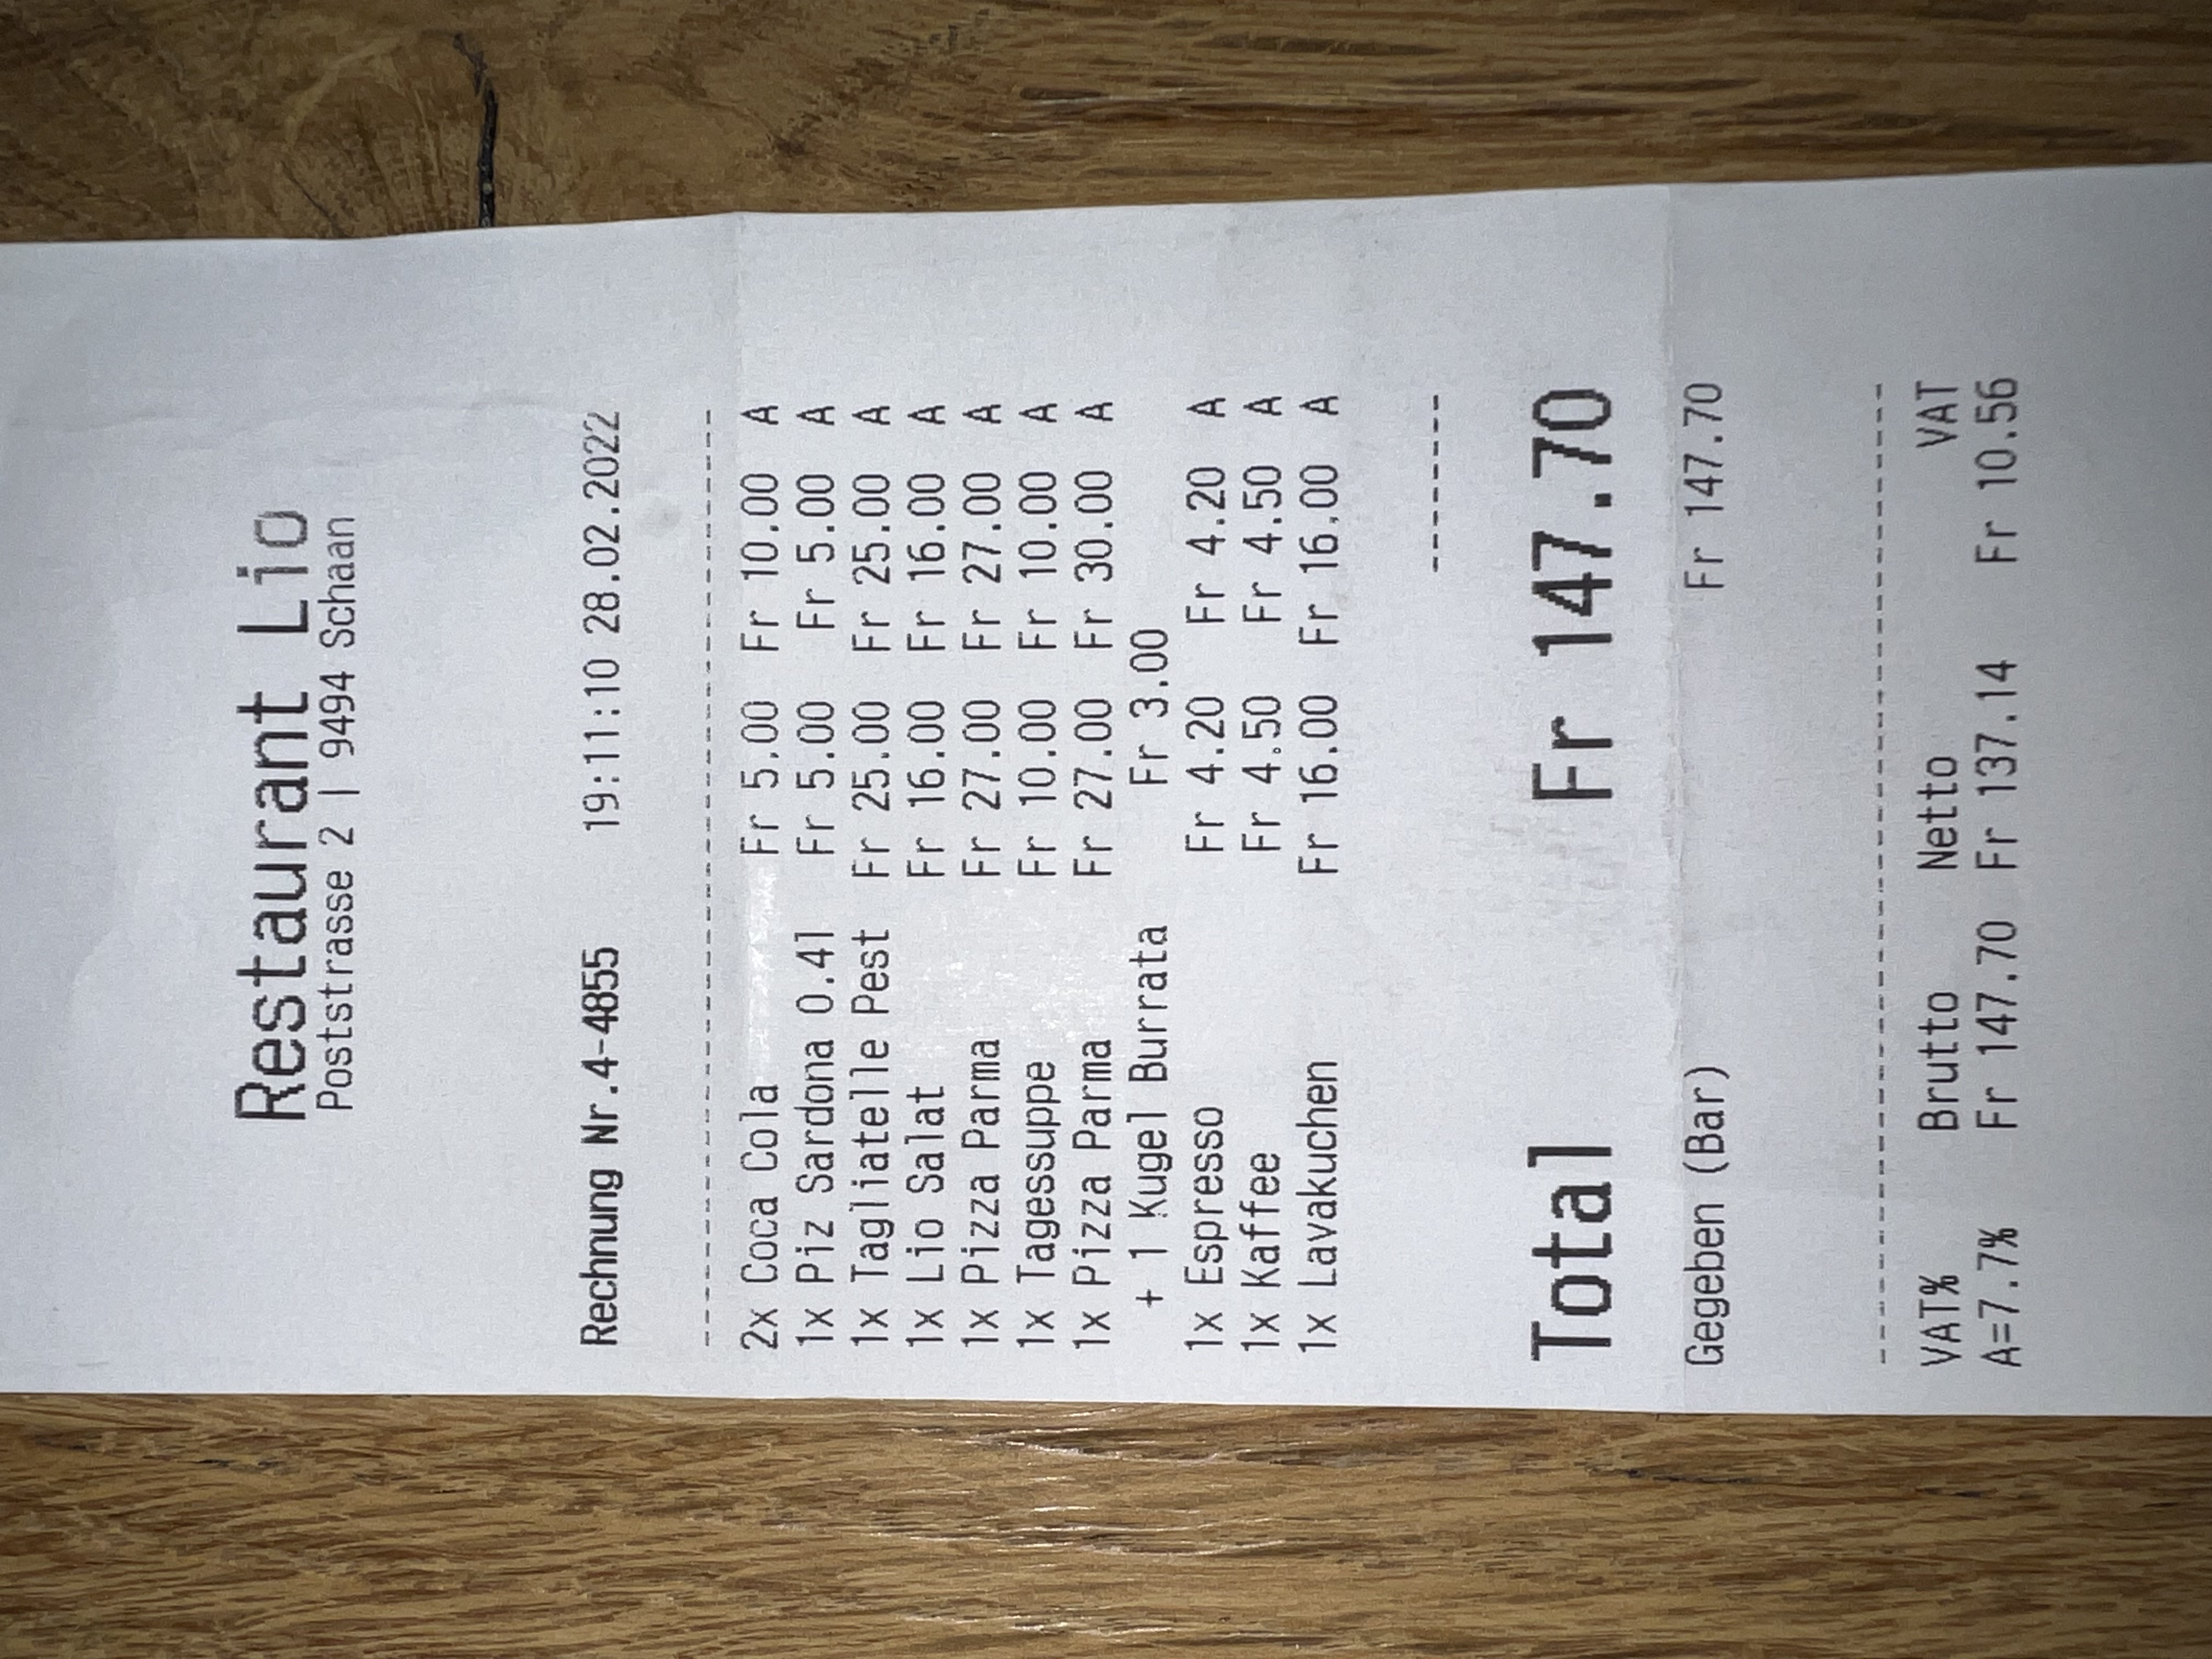 Restaurant Lio
Poststrasse 2 | 9494 Schaan
Rechnung Nr.4-4855 19:11:10 28.02.2022
2x Coca Cola Fr 5.00 Fr 10.00 A
1x Piz Sardona 0.4l Fr 5.00 Fr 5.00 A
1x Tagliatelle Pest Fr 25.00 Fr 25.00 A
1x Lio Salat Fr 16.00 Fr 16.00 A
1x Pizza Parma Fr 27.00 Fr 27.00 A
1x Tagessuppe Fr 10.00 Fr 10.00 A
1x Pizza Parma Fr 27.00 Fr 30.00 A
+ 1 Kugel Burrata Fr 3.00
1x Espresso Fr 4.20 Fr 4.20 A
1x Kaffee Fr 4.50 Fr 4.50 A
1x Lavakuchen Fr 16.00 Fr 16.00 A
Total Fr 147.70
Gegeben (Bar) Fr 147.70
VAT% Brutto Netto VAT
A=7.7% Fr 147.70 Fr 137.14 Fr 10.56